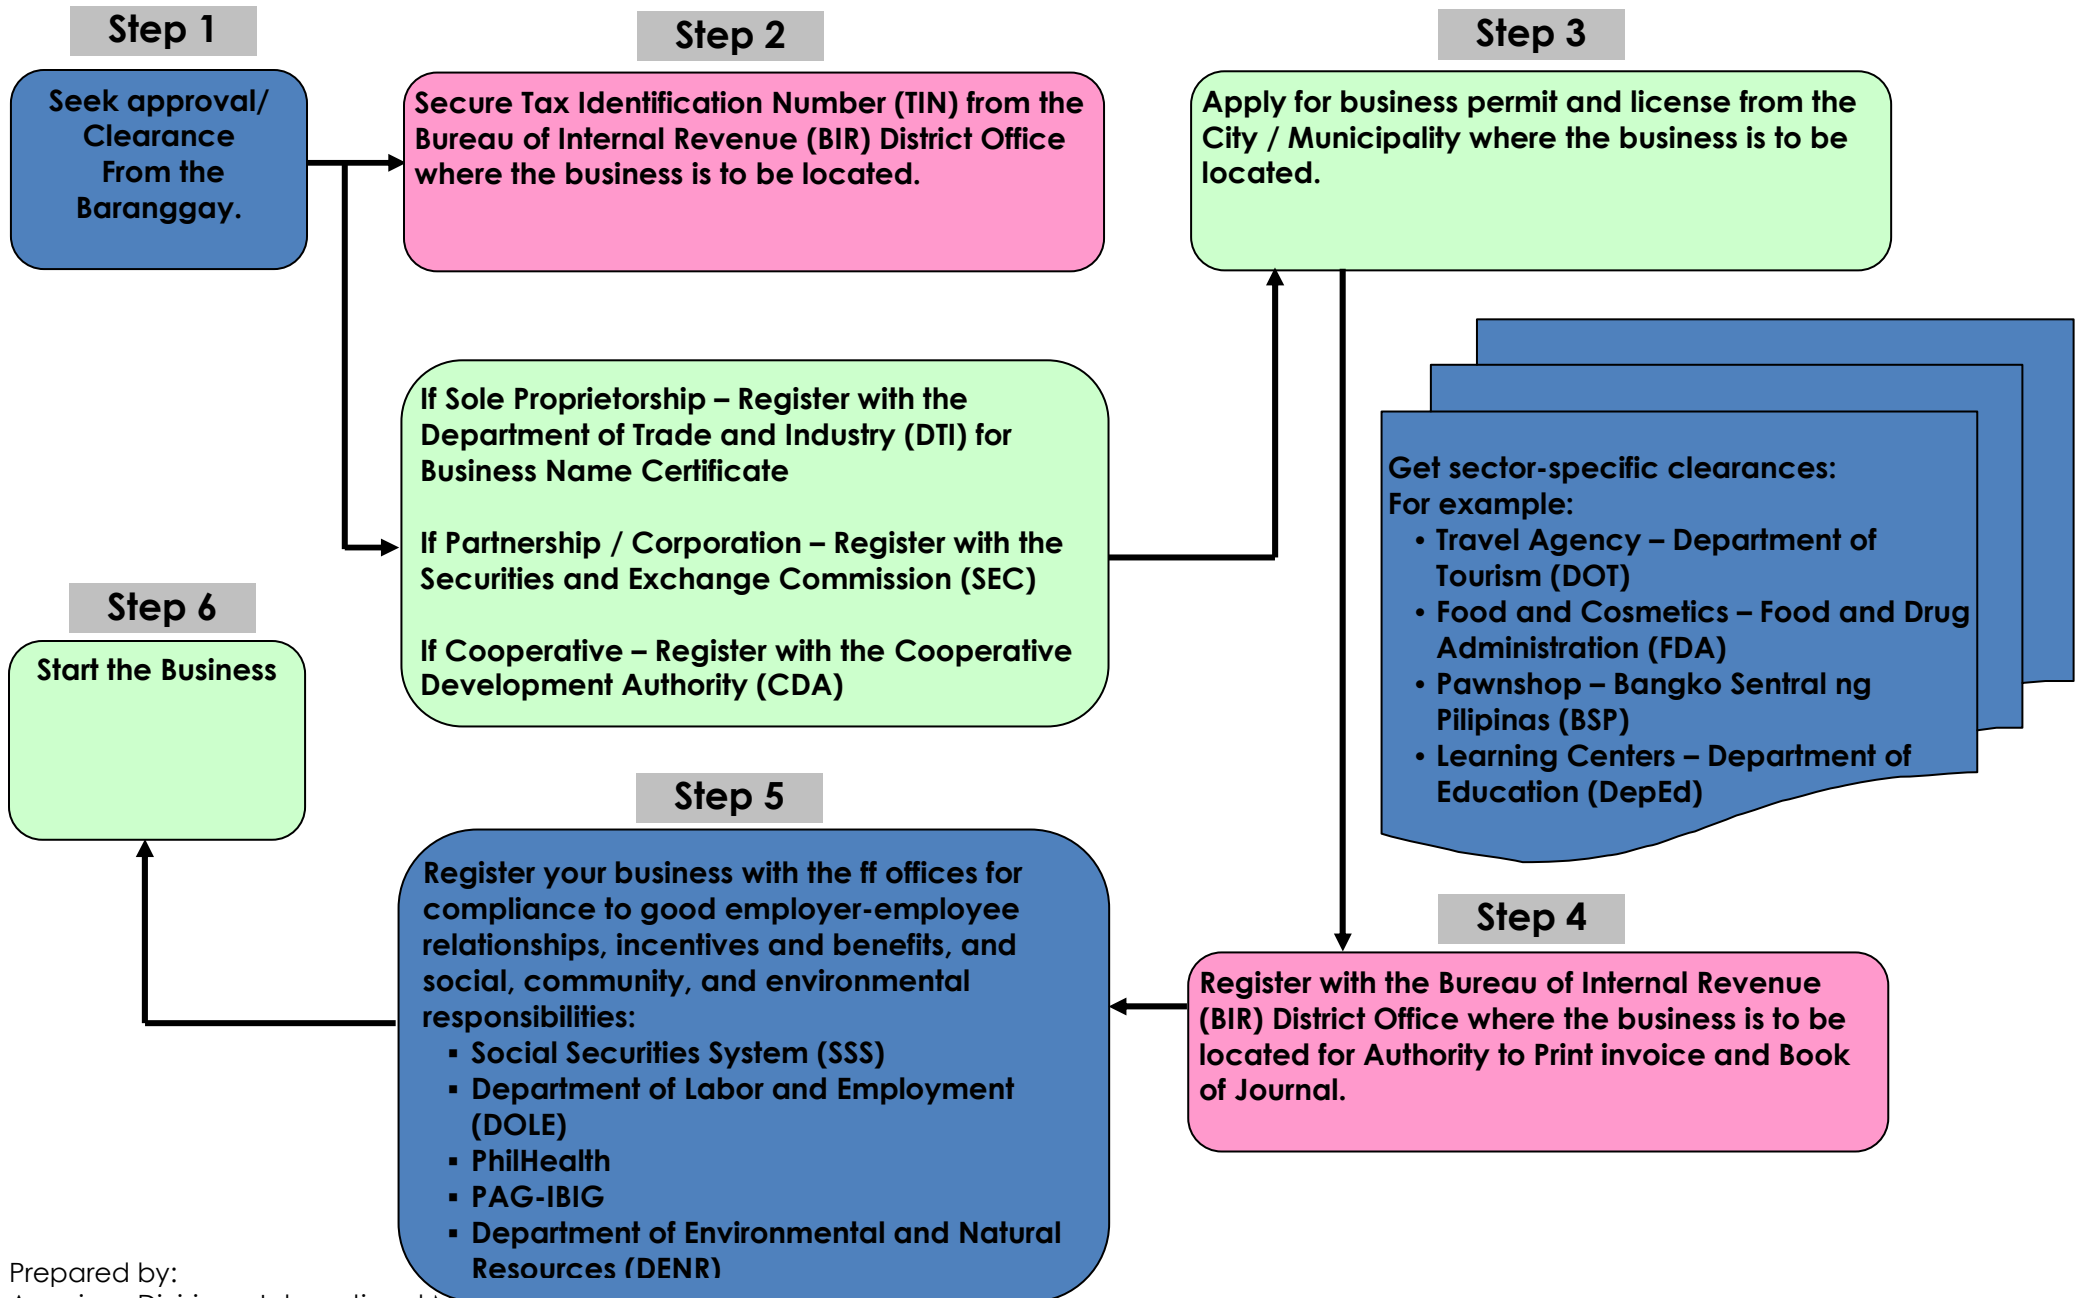 Step 1
Seek approval/
Clearance
From the
Baranggay.
Step 2
Secure Tax Identification Number (TIN) from the
Bureau of Internal Revenue (BIR) District Office
where the business is to be located.
If Sole Proprietorship – Register with the
Department of Trade and Industry (DTI) for
Business Name Certificate
If Partnership / Corporation – Register with the
Securities and Exchange Commission (SEC)
If Cooperative – Register with the Cooperative
Development Authority (CDA)
Step 3
Apply for business permit and license from the
City / Municipality where the business is to be
located.
Get sector-specific clearances:
For example:
• Travel Agency – Department of
Tourism (DOT)
• Food and Cosmetics – Food and Drug
Administration (FDA)
• Pawnshop – Bangko Sentral ng
Pilipinas (BSP)
• Learning Centers – Department of
Education (DepEd)
Step 4
Register with the Bureau of Internal Revenue
(BIR) District Office where the business is to be
located for Authority to Print invoice and Book
of Journal.
Step 5
Register your business with the ff offices for
compliance to good employer-employee
relationships, incentives and benefits, and
social, community, and environmental
responsibilities:
▪ Social Securities System (SSS)
▪ Department of Labor and Employment
(DOLE)
▪ PhilHealth
▪ PAG-IBIG
▪ Department of Environmental and Natural
Resources (DENR)
Step 6
Start the Business
Prepared by: